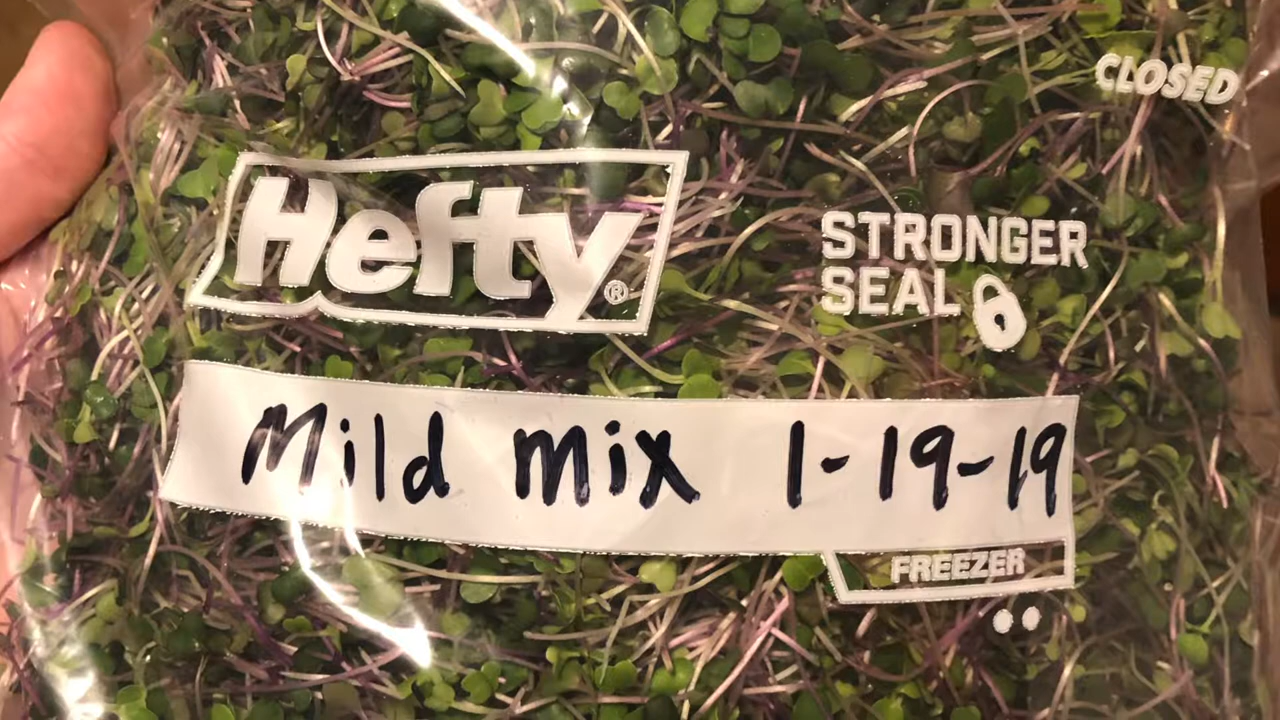 CLOSED
Hefty®
STRONGER
SEAL
Mild mix 1-19-19
FREEZER